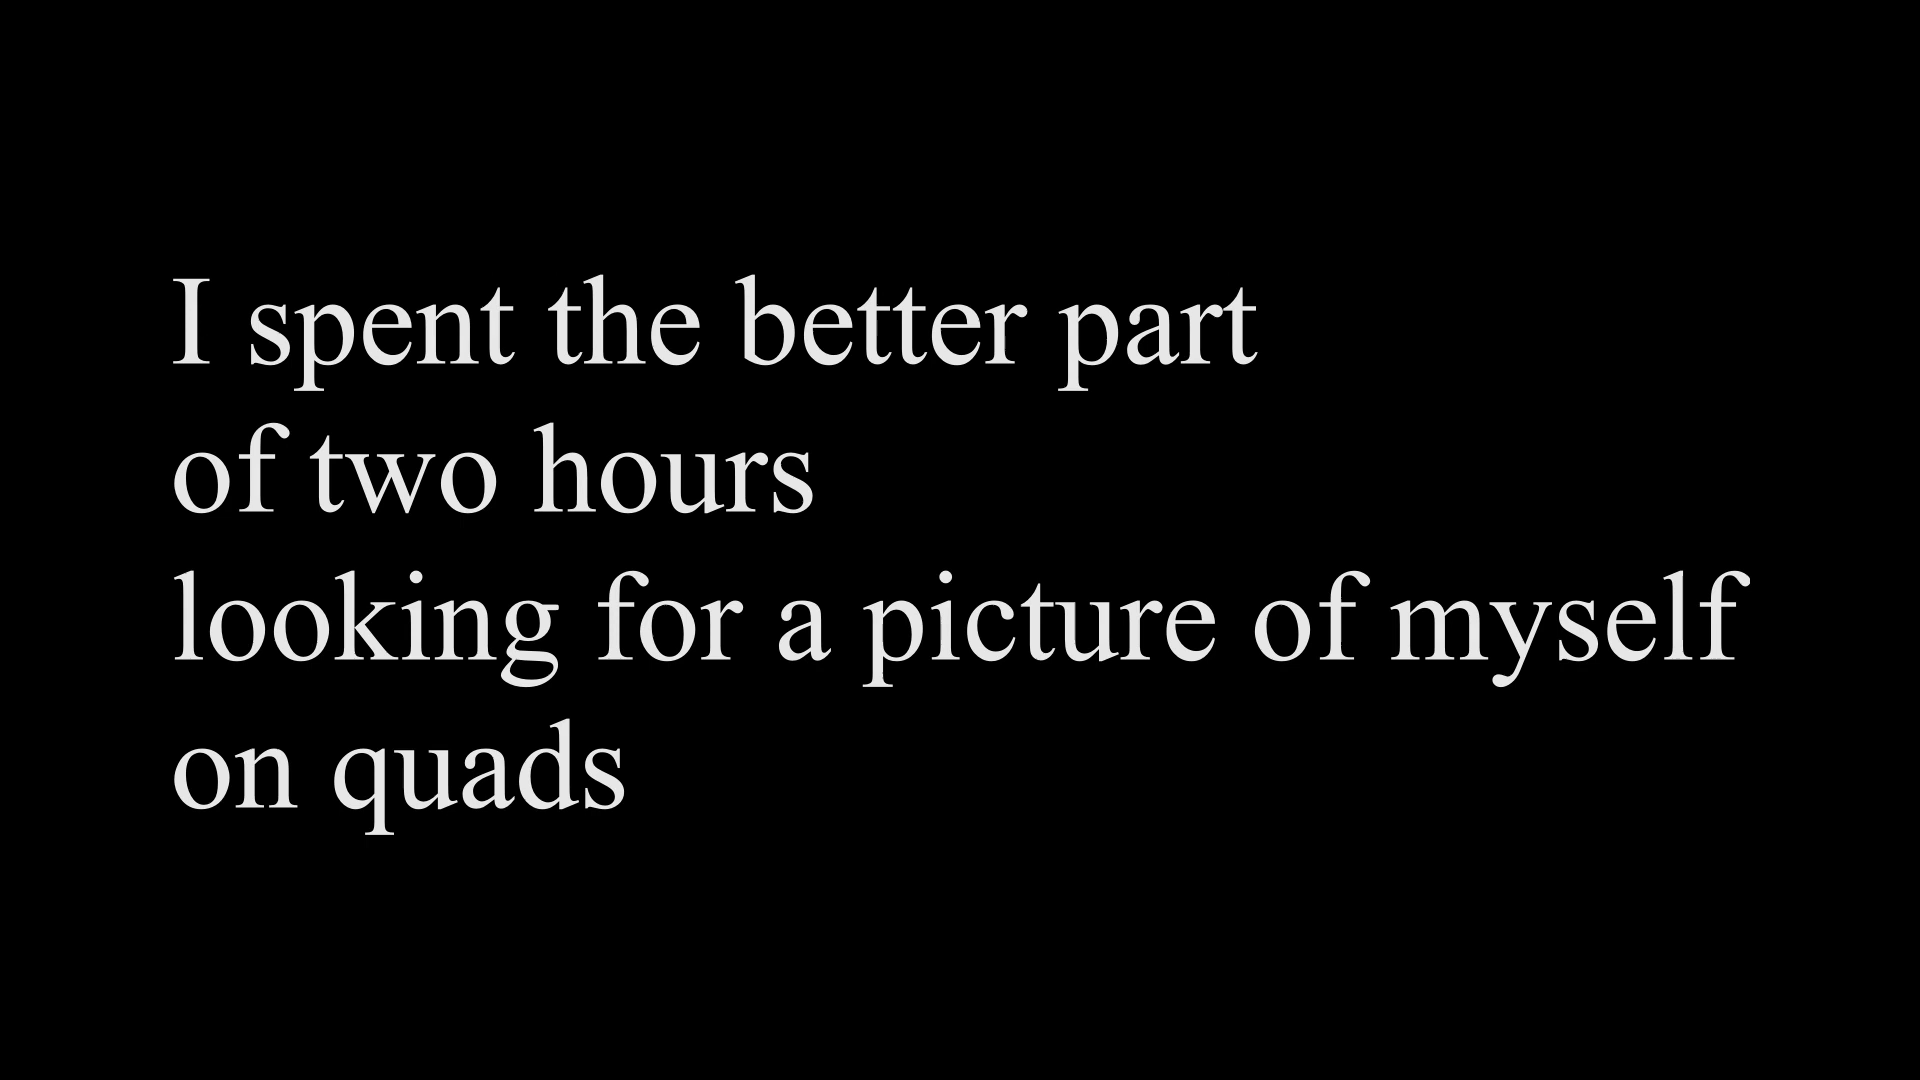 I spent the better part
of two hours
looking for a picture of myself
on quads